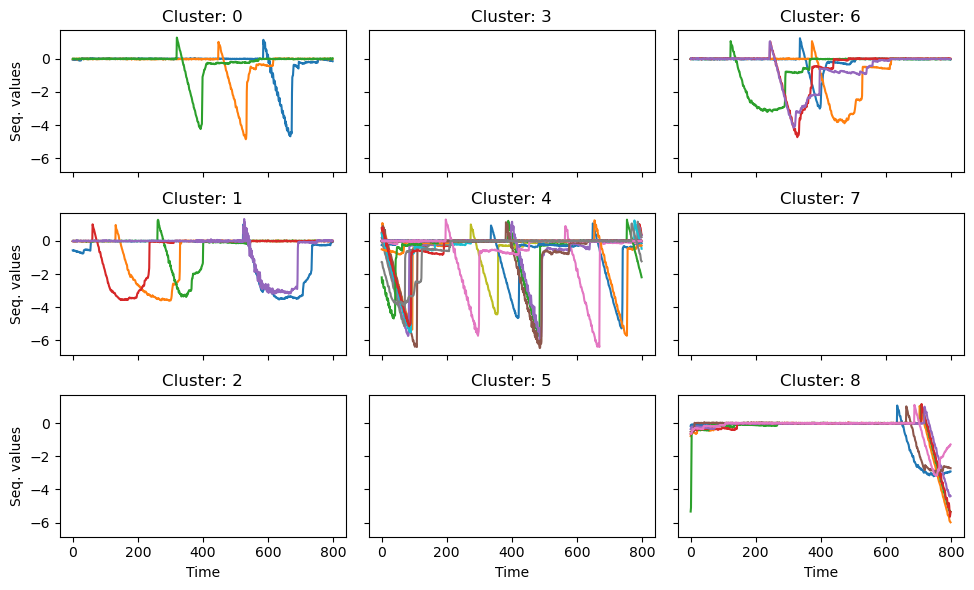 Cluster: 0 Cluster: 3 Cluster: 6
Seq. values
0
−2
−4
−6
Cluster: 1 Cluster: 4 Cluster: 7
Seq. values
0
−2
−4
−6
Cluster: 2 Cluster: 5 Cluster: 8
Seq. values
0
−2
−4
−6
0 200 400 600 800 0 200 400 600 800 0 200 400 600 800
Time Time Time